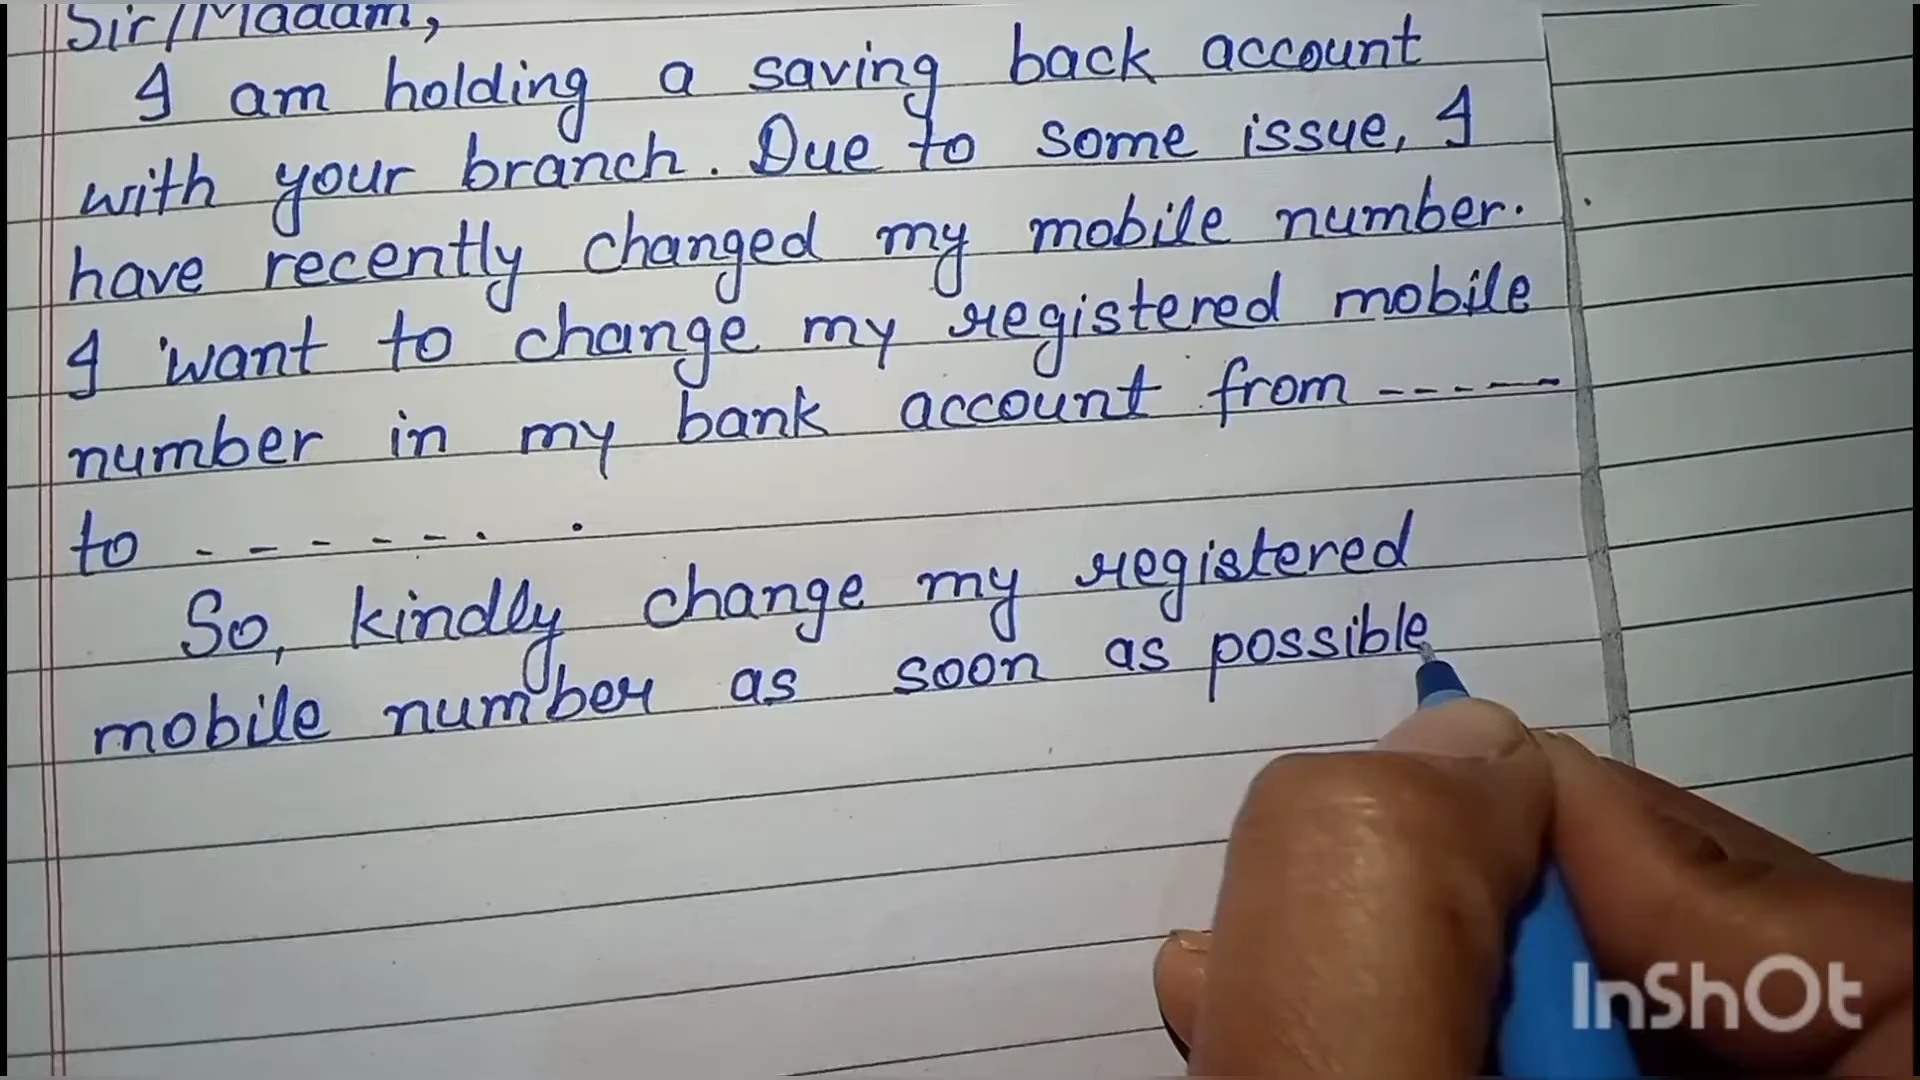 Sir/Madam,
I am holding a saving back account
with your branch. Due to some issue, I
have recently changed my mobile number.
I want to change my registered mobile
number in my bank account from -----
to ------- .
So, kindly change my registered
mobile number as soon as possible
InShOt